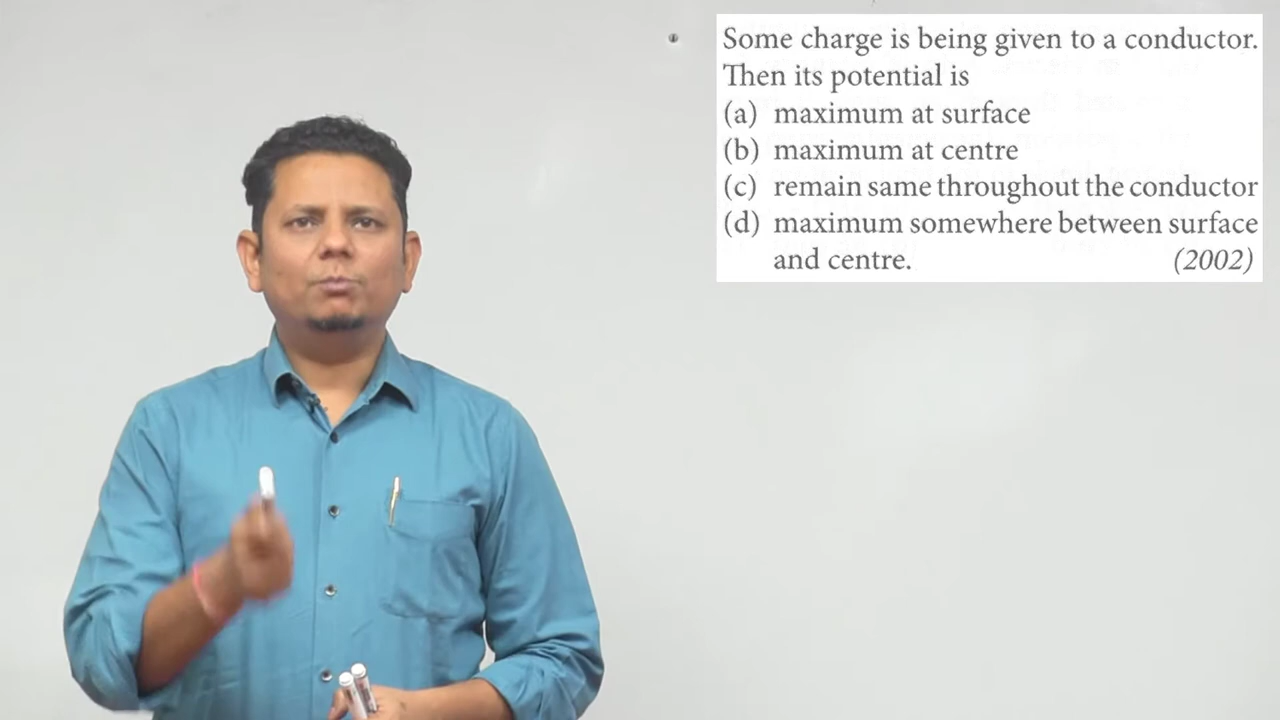 Some charge is being given to a conductor.
Then its potential is
(a) maximum at surface
(b) maximum at centre
(c) remain same throughout the conductor
(d) maximum somewhere between surface
and centre. (2002)